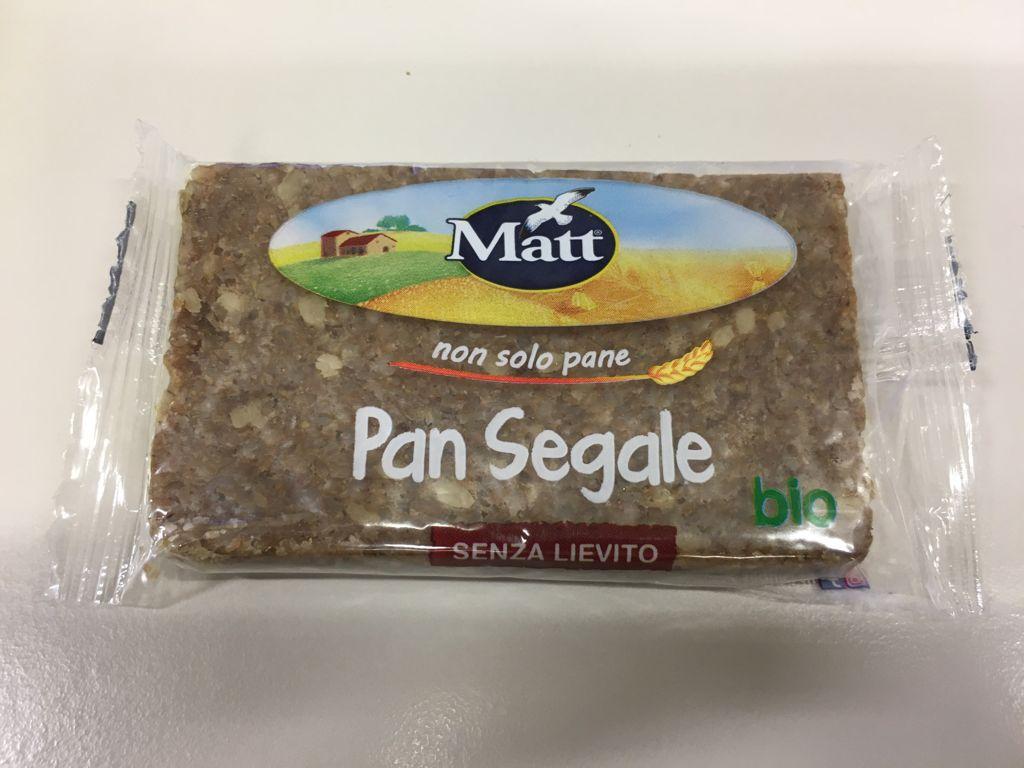 Matt®
non solo pane
Pan Segale
bio
SENZA LIEVITO